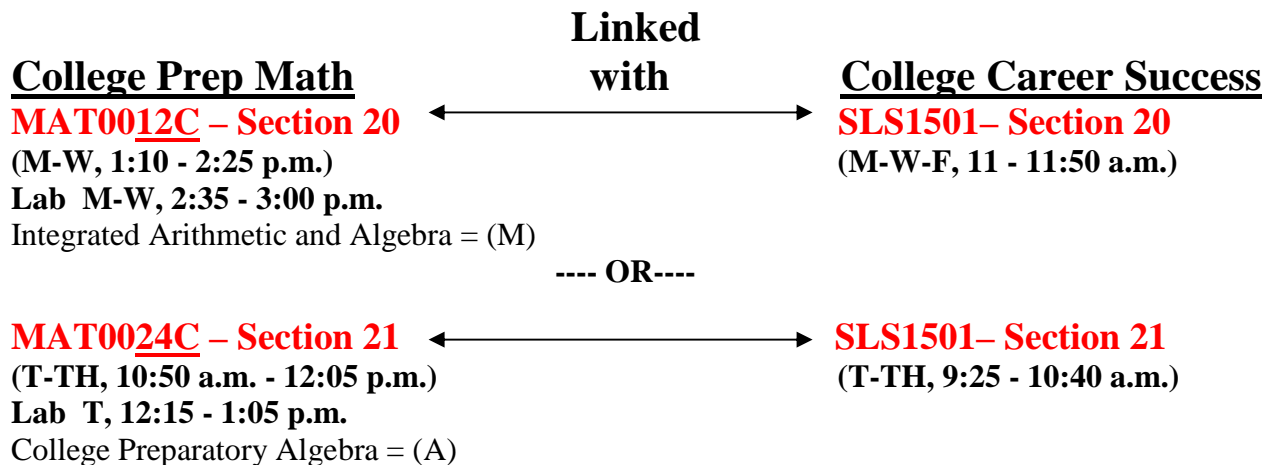 Linked
College Prep Math with College Career Success
MAT0012C – Section 20 SLS1501– Section 20
(M-W, 1:10 - 2:25 p.m.) (M-W-F, 11 - 11:50 a.m.)
Lab M-W, 2:35 - 3:00 p.m.
Integrated Arithmetic and Algebra = (M)
---- OR----
MAT0024C – Section 21 SLS1501– Section 21
(T-TH, 10:50 a.m. - 12:05 p.m.) (T-TH, 9:25 - 10:40 a.m.)
Lab T, 12:15 - 1:05 p.m.
College Preparatory Algebra = (A)